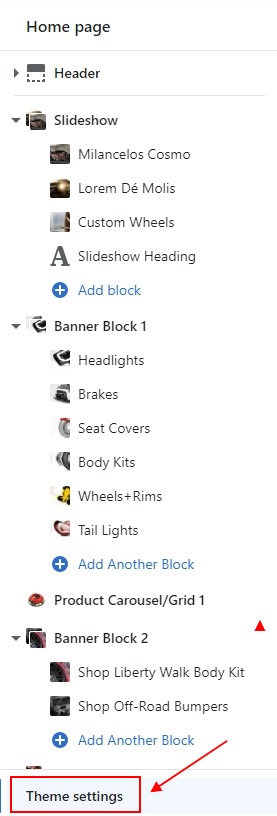 Home page
Header
Slideshow
Milancelos Cosmo
Lorem Dé Molis
Custom Wheels
A Slideshow Heading
Add block
Banner Block 1
Headlights
Brakes
Seat Covers
Body Kits
Wheels+Rims
Tail Lights
Add Another Block
Product Carousel/Grid 1
Banner Block 2
Shop Liberty Walk Body Kit
Shop Off-Road Bumpers
Add Another Block
Theme settings